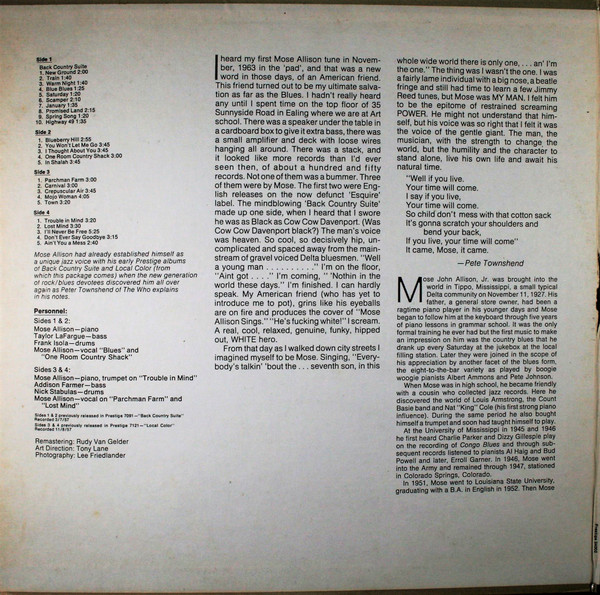 Side 1
Back Country Suite
1. New Ground 2:00
2. Train 1:40
3. Warm Night 1:40
4. Blue Blues 1:25
5. Saturday 1:20
6. Scamper 2:10
7. January 1:35
8. Promised Land 2:15
9. Spring Song 1:20
10. Highway 49 1:35
Side 2
1. Blueberry Hill 2:55
2. You Won't Let Me Go 3:45
3. I Thought About You 3:45
4. One Room Country Shack 3:00
5. In Shalah 3:45
Side 3
1. Parchman Farm 3:00
2. Carnival 3:00
3. Crepuscular Air 3:45
4. Mojo Woman 4:05
5. Town 3:20
Side 4
1. Trouble in Mind 3:20
2. Lost Mind 3:30
3. I'll Never Be Free 5:25
4. Don't Ever Say Goodbye 3:15
5. Ain't You a Mess 2:40
Mose Allison had already established himself as
a unique jazz voice with his early Prestige albums
of Back Country Suite and Local Color (from
which this package comes) when the new generation
of rock/blues devotees discovered him all over
again as Peter Townshend of The Who explains
in his notes.
Personnel:
Sides 1 & 2:
Mose Allison—piano
Taylor LaFargue—bass
Frank Isola—drums
Mose Allison—vocal "Blues" and
"One Room Country Shack"
Sides 3 & 4:
Mose Allison—piano, trumpet on "Trouble in Mind"
Addison Farmer—bass
Nick Stabulas—drums
Mose Allison—vocal on "Parchman Farm" and
"Lost Mind"
Sides 1 & 2 previously released in Prestige 7091—"Back Country Suite"
Recorded 3/7/57
Sides 3 & 4 previously released in Prestige 7121—"Local Color"
Recorded 11/8/57
Remastering: Rudy Van Gelder
Art Direction: Tony Lane
Photography: Lee Friedlander
I heard my first Mose Allison tune in Novem-
ber, 1963 in the 'pad', and that was a new
word in those days, of an American friend.
This friend turned out to be my ultimate salva-
tion as far as the Blues. I hadn't really heard
any until I spent time on the top floor of 35
Sunnyside Road in Ealing where we are at Art
school. There was a speaker under the table in
a cardboard box to give it extra bass, there was
a small amplifier and deck with loose wires
hanging all around. There was a stack, and
it looked like more records than I'd ever
seen then, of about a hundred and fifty
records. Not one of them was a bummer. Three
of them were by Mose. The first two were Eng-
lish releases on the now defunct 'Esquire'
label. The mindblowing 'Back Country Suite'
made up one side, when I heard that I swore
he was as Black as Cow Cow Davenport. (Was
Cow Cow Davenport black?) The man's voice
was heaven. So cool, so decisively hip, un-
complicated and spaced away from the main-
stream of gravel voiced Delta bluesmen. "Well
a young man . . . . . . . . . ." I'm on the floor,
"Aint got . . . ." I'm coming, " 'Nothin in the
world these days." I'm finished. I can hardly
speak. My American friend (who has yet to
introduce me to pot), grins like his eyeballs
are on fire and produces the cover of "Mose
Allison Sings." "He's fucking white!" I scream.
A real, cool, relaxed, genuine, funky, hipped
out, WHITE hero.
From that day as I walked down city streets I
imagined myself to be Mose. Singing, "Every-
body's talkin' 'bout the . . . seventh son, in this
whole wide world there is only one, . . . an' I'm
the one." The thing was I wasn't the one. I was
a fairly lame individual with a big nose, a beatle
fringe and still had time to learn a few Jimmy
Reed tunes, but Mose was MY MAN. I felt him
to be the epitome of restrained screaming
POWER. He might not understand that him-
self, but his voice was so right that I felt it was
the voice of the gentle giant. The man, the
musician, with the strength to change the
world, but the humility and the character to
stand alone, live his own life and await his
natural time.
"Well if you live.
Your time will come.
I say if you live,
Your time will come.
So child don't mess with that cotton sack
It's gonna scratch your shoulders and
bend your back,
If you live, your time will come"
It came, Mose, it came.
—Pete Townshend
Mose John Allison, Jr. was brought into the
world in Tippo, Mississippi, a small typical
Delta community on November 11, 1927. His
father, a general store owner, had been a
ragtime piano player in his younger days and Mose
began to follow him at the keyboard through five years
of piano lessons in grammar school. It was the only
formal training he ever had but the first music to make
an impression on him was the country blues that he
drank up every Saturday at the jukebox at the local
filling station. Later they were joined in the scope of
his appreciation by another facet of the blues form,
the eight-to-the-bar variety as played by boogie
woogie pianists Albert Ammons and Pete Johnson.
When Mose was in high school, he became friendly
with a cousin who collected jazz records. Here he
discovered the world of Louis Armstrong, the Count
Basie band and Nat "King" Cole (his first strong piano
influence). During the same period he also bought
himself a trumpet and soon had taught himself to play.
At the University of Mississippi in 1945 and 1946
he first heard Charlie Parker and Dizzy Gillespie play
on the recording of Congo Blues and through sub-
sequent records listened to pianists Al Haig and Bud
Powell and later, Erroll Garner. In 1946, Mose went
into the Army and remained through 1947, stationed
in Colorado Springs, Colorado.
In 1951, Mose went to Louisiana State University,
graduating with a B.A. in English in 1952. Then Mose